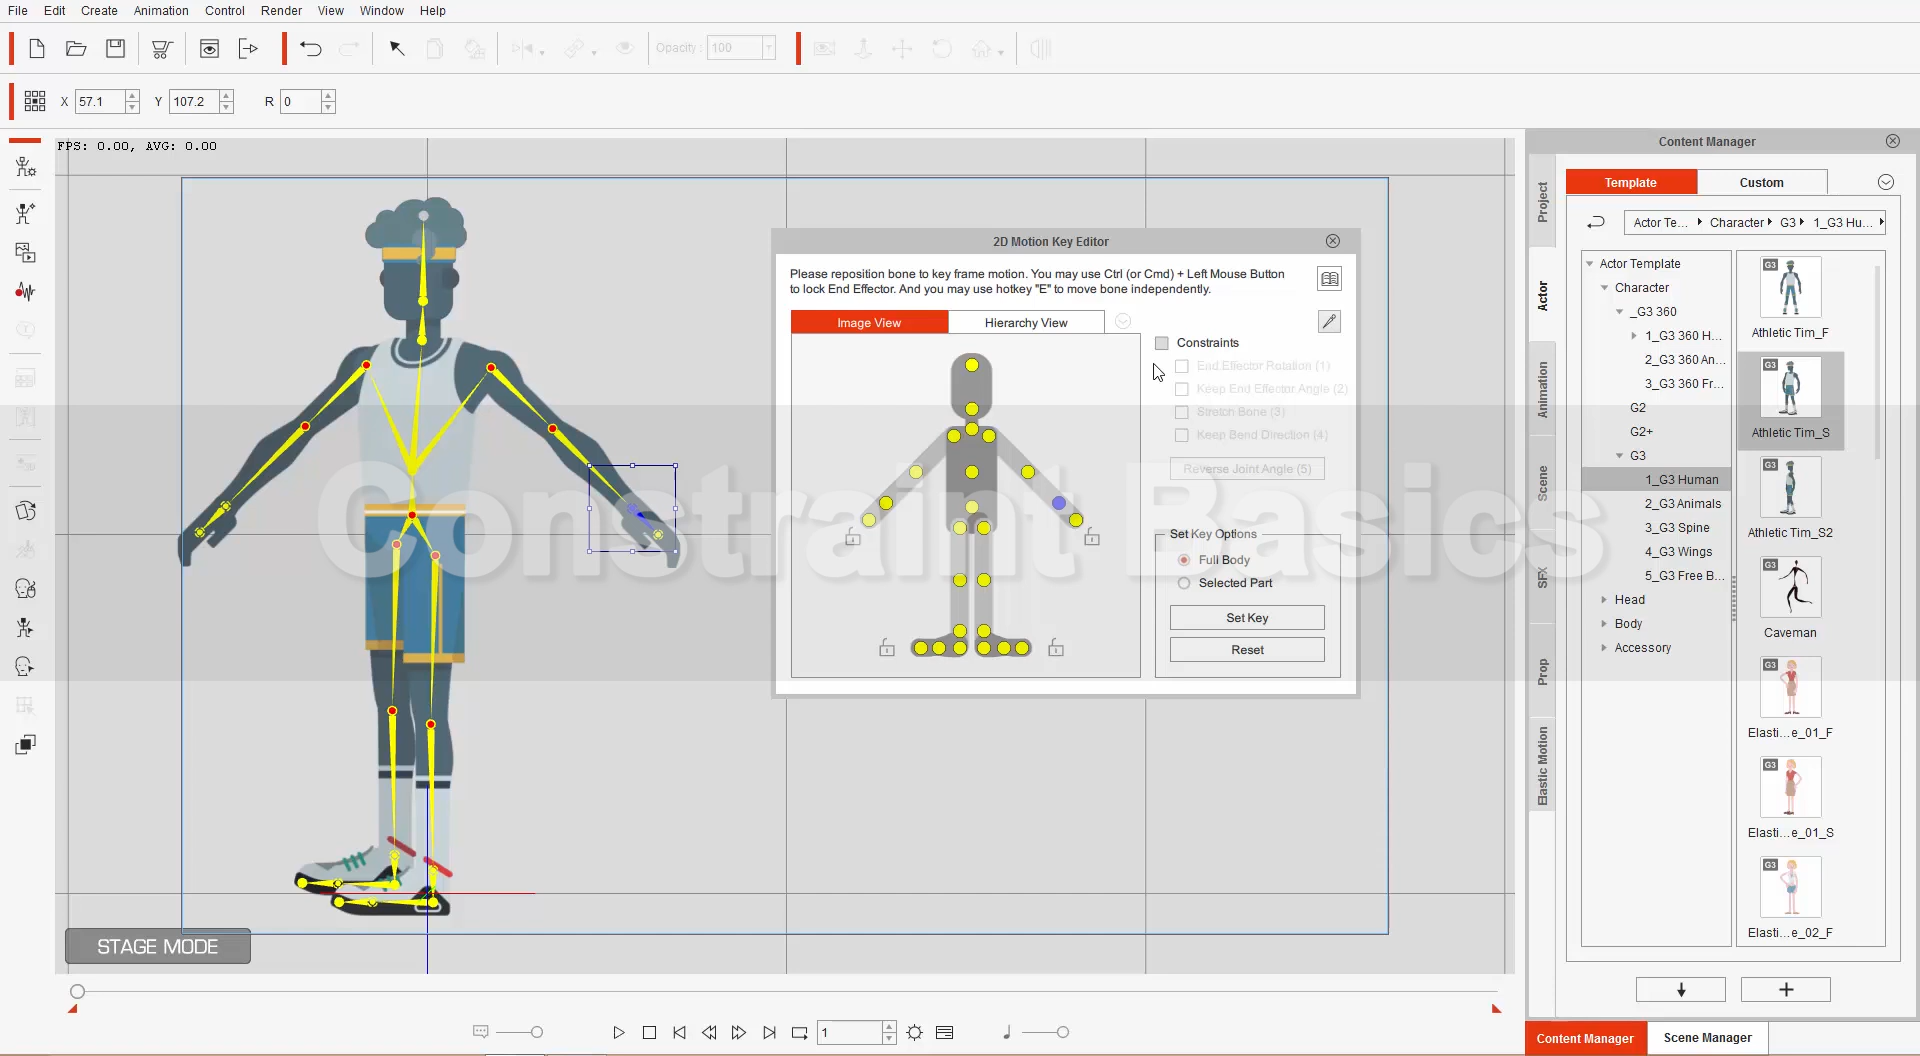 File Edit Create Animation Control Render View Window Help
Opacity : 100
X 57.1 Y 107.2 R 0
FPS: 0.00, AVG: 0.00
STAGE MODE
2D Motion Key Editor
Please reposition bone to key frame motion. You may use Ctrl (or Cmd) + Left Mouse Button
to lock End Effector. And you may use hotkey "E" to move bone independently.
Image View Hierarchy View
Constraints
End Effector Rotation (1)
Keep End Effector Angle (2)
Stretch Bone (3)
Keep Bend Direction (4)
Reverse Joint Angle (5)
Set Key Options
Full Body
Selected Part
Set Key
Reset
Constraint Basics
1
Content Manager
Project
Actor
Animation
Scene
SFX
Prop
Elastic Motion
Template Custom
Actor Te... Character G3 1_G3 Hu...
Actor Template
Character
_G3 360
1_G3 360 H...
2_G3 360 An...
3_G3 360 Fr...
G2
G2+
G3
1_G3 Human
2_G3 Animals
3_G3 Spine
4_G3 Wings
5_G3 Free B...
Head
Body
Accessory
G3
Athletic Tim_F
G3
Athletic Tim_S
G3
Athletic Tim_S2
G3
Caveman
G3
Elasti...e_01_F
G3
Elasti...e_01_S
G3
Elasti...e_02_F
Content Manager Scene Manager